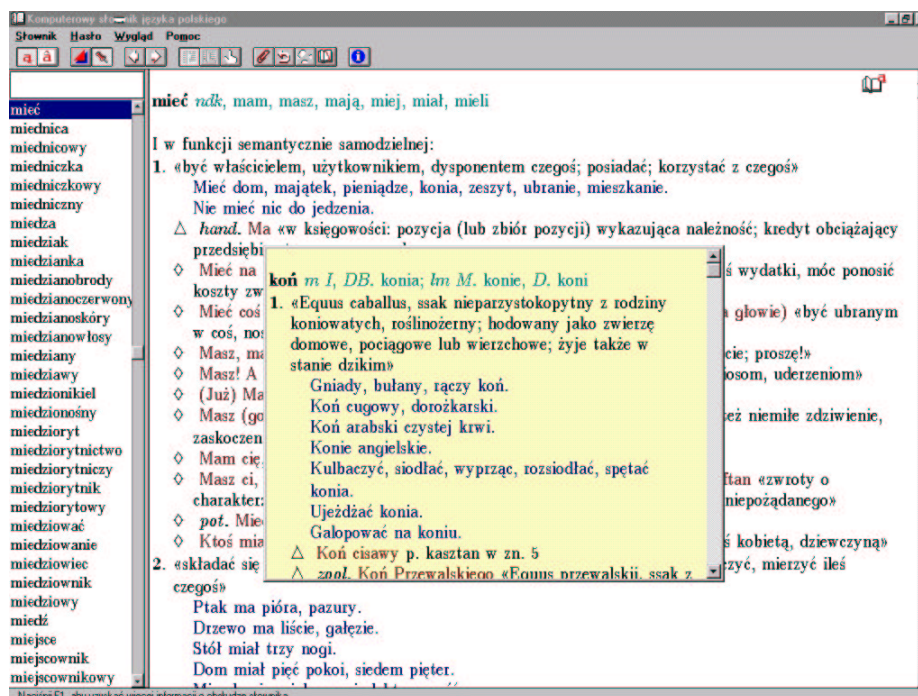 Komputerowy słownik języka polskiego
Słownik Hasło Wygląd Pomoc
a â
mieć
miednica
miednicowy
miedniczka
miedniczkowy
miedniczny
miedza
miedziak
miedzianka
miedzianobrody
miedzianoczerwony
miedzianoskóry
miedzianowłosy
miedziany
miedziawy
miedzionikiel
miedzionośny
miedzioryt
miedziorytnictwo
miedziorytniczy
miedziorytnik
miedziorytowy
miedziować
miedziowanie
miedziowiec
miedziownik
miedziowy
miedź
miejsce
miejscownik
miejscownikowy
mieć ndk, mam, masz, mają, miej, miał, mieli
I w funkcji semantycznie samodzielnej:
1. «być właścicielem, użytkownikiem, dysponentem czegoś; posiadać; korzystać z czegoś»
Mieć dom, majątek, pieniądze, konia, zeszyt, ubranie, mieszkanie.
Nie mieć nic do jedzenia.
△ hand. Ma «w księgowości: pozycja (lub zbiór pozycji) wykazująca należność; kredyt obciążający
przedsiębi
◊ Mieć na ś wydatki, móc ponosić
koszty zw
◊ Mieć coś głowie) «być ubranym
w coś, nos
◊ Masz, ma cie; proszę!»
◊ Masz! A iosom, uderzeniom»
◊ (Już) Ma
◊ Masz (go eż niemiłe zdziwienie,
zaskoczen
◊ Mam cię,
◊ Masz ci, ftan «zwroty o
charakter: niepożądanego»
◊ pot. Mie
◊ Ktoś mia ś kobietą, dziewczyną»
2. «składać się zyć, mierzyć ileś
czegoś»
Ptak ma pióra, pazury.
Drzewo ma liście, gałęzie.
Stół miał trzy nogi.
Dom miał pięć pokoi, siedem pięter.
koń m I, DB. konia; lm M. konie, D. koni
1. «Equus caballus, ssak nieparzystokopytny z rodziny
koniowatych, roślinożerny; hodowany jako zwierzę
domowe, pociągowe lub wierzchowe; żyje także w
stanie dzikim»
Gniady, bułany, rączy koń.
Koń cugowy, dorożkarski.
Koń arabski czystej krwi.
Konie angielskie.
Kulbaczyć, siodłać, wyprząc, rozsiodłać, spętać
konia.
Ujeżdżać konia.
Galopować na koniu.
△ Koń cisawy p. kasztan w zn. 5
△ zool. Koń Przewalskiego «Equus przewalskii, ssak z